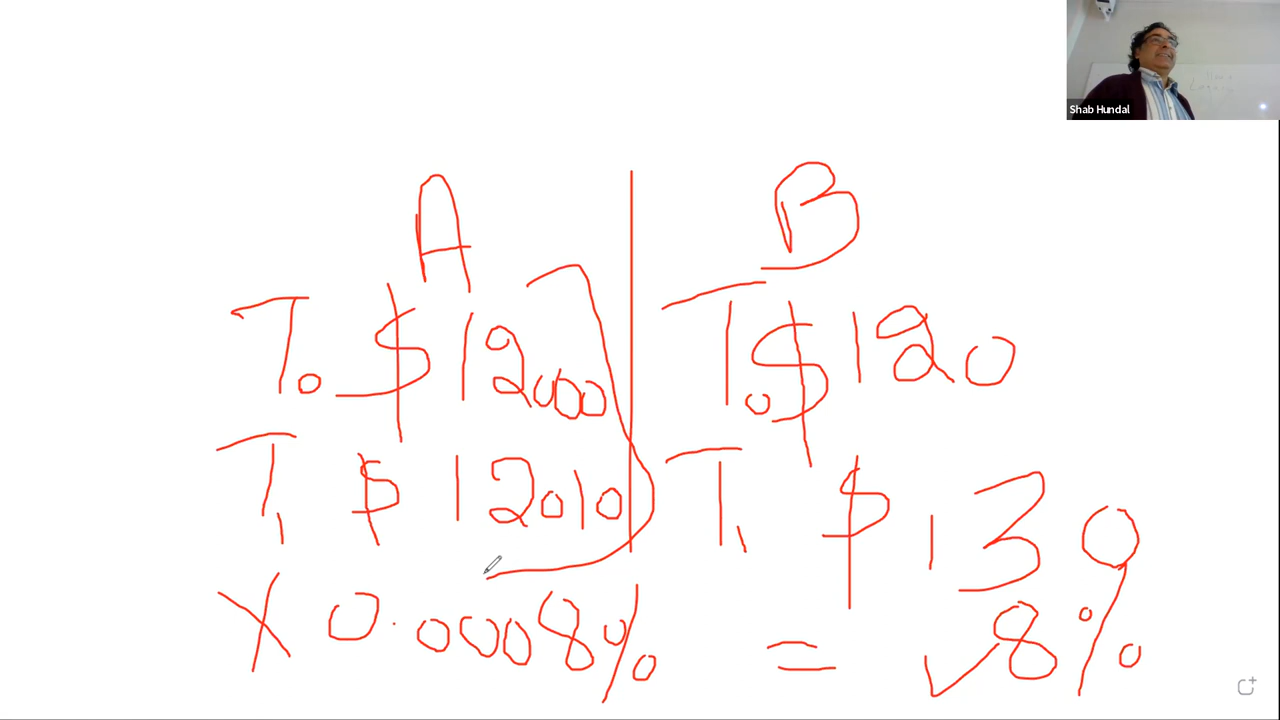 Shab Hundal
A
B
T0 $12000
T0 $120
T1 $12010
T1 $130
X 0.0008%
= ✓8%